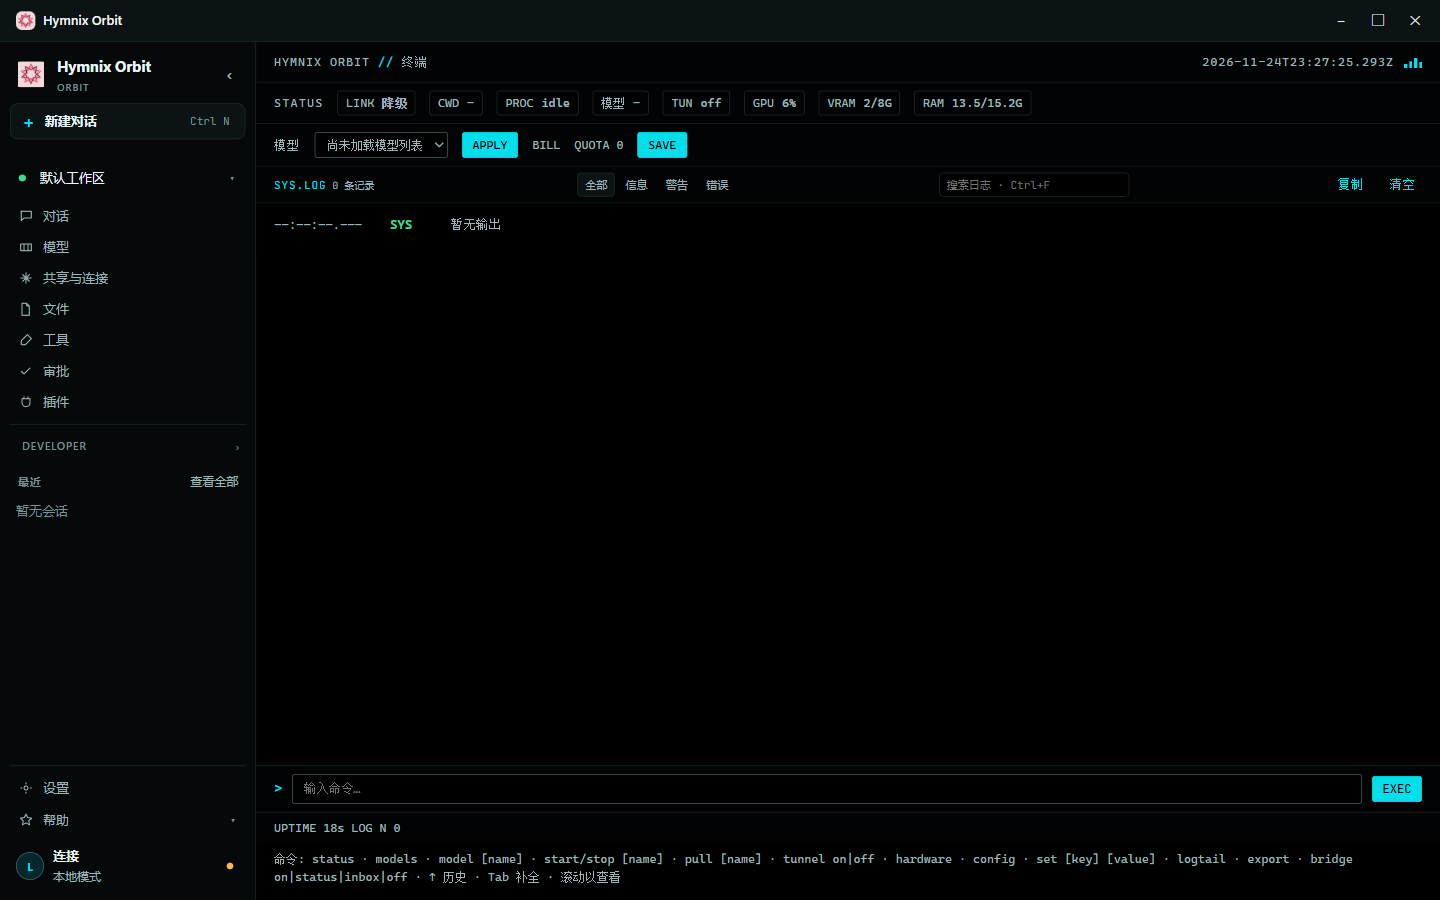 Hymnix Orbit
Hymnix Orbit
ORBIT
+ 新建对话 Ctrl N
默认工作区
对话
模型
共享与连接
文件
工具
审批
插件
DEVELOPER
最近 查看全部
暂无会话
设置
帮助
L
连接
本地模式
HYMNIX ORBIT // 终端
2026-11-24T23:27:25.293Z
STATUS LINK 降级 CWD — PROC idle 模型 — TUN off GPU 6% VRAM 2/8G RAM 13.5/15.2G
模型 尚未加载模型列表 APPLY BILL QUOTA 0 SAVE
SYS.LOG 0 条记录 全部 信息 警告 错误 搜索日志 · Ctrl+F 复制 清空
--:--:--.--- SYS 暂无输出
> 输入命令… EXEC
UPTIME 18s LOG N 0
命令: status · models · model [name] · start/stop [name] · pull [name] · tunnel on|off · hardware · config · set [key] [value] · logtail · export · bridge
on|status|inbox|off · ↑ 历史 · Tab 补全 · 滚动以查看